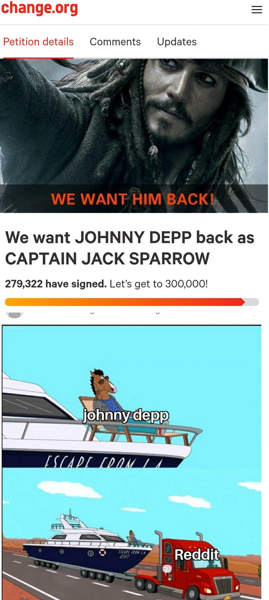 change.org
Petition details Comments Updates
WE WANT HIM BACK!
We want JOHNNY DEPP back as
CAPTAIN JACK SPARROW
279,322 have signed. Let's get to 300,000!
johnny depp
ESCAPE FROM L.A.
Reddit